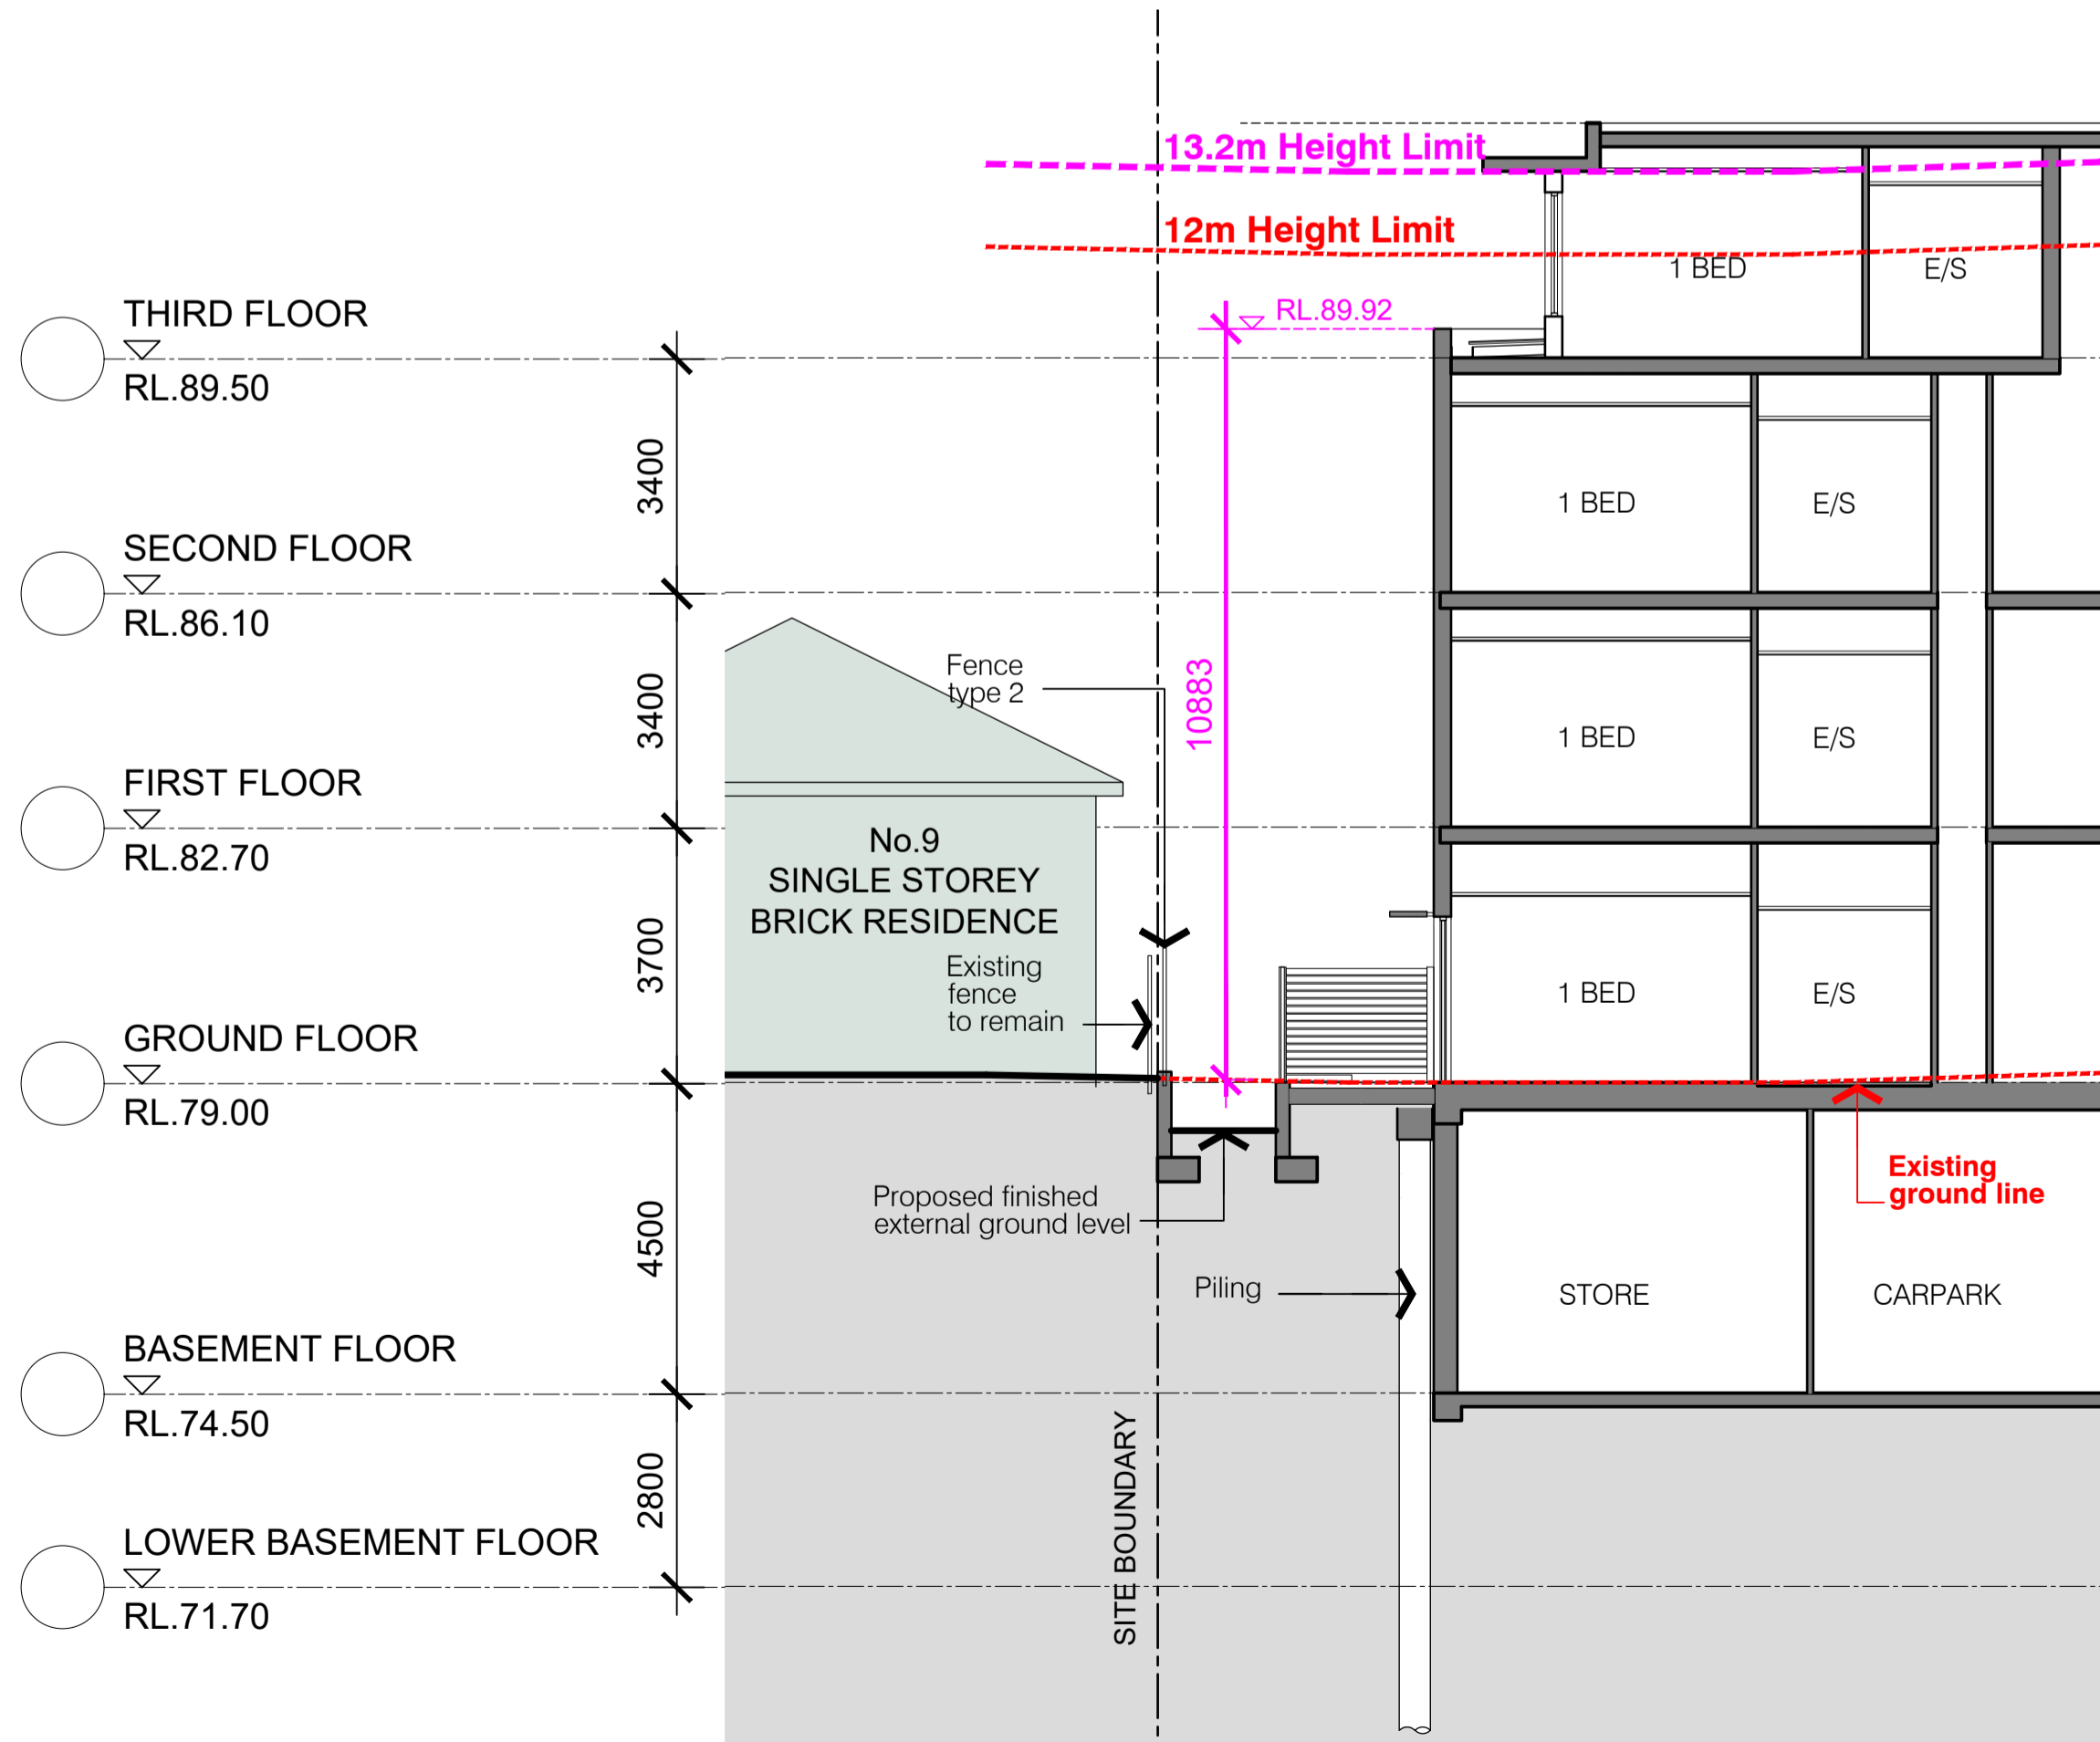 13.2m Height Limit
12m Height Limit
1 BED
E/S
RL.89.92
THIRD FLOOR
RL.89.50
3400
1 BED
E/S
SECOND FLOOR
RL.86.10
3400
Fence
type 2
10883
1 BED
E/S
FIRST FLOOR
RL.82.70
No.9
SINGLE STOREY
BRICK RESIDENCE
3700
Existing
fence
to remain
1 BED
E/S
GROUND FLOOR
RL.79.00
Existing
ground line
Proposed finished
external ground level
4500
Piling
STORE
CARPARK
BASEMENT FLOOR
RL.74.50
2800
SITE BOUNDARY
LOWER BASEMENT FLOOR
RL.71.70